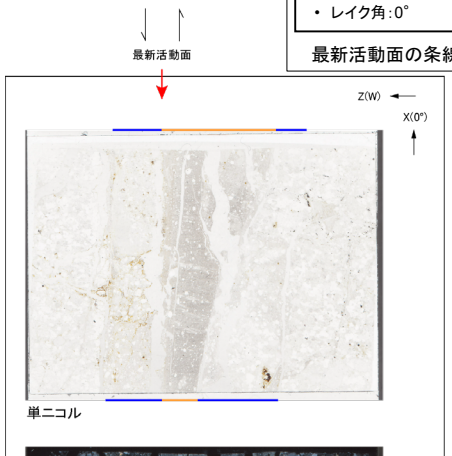 ・ レイク角:0°
最新活動面の条線
最新活動面
Z(W)
X(0°)
単ニコル